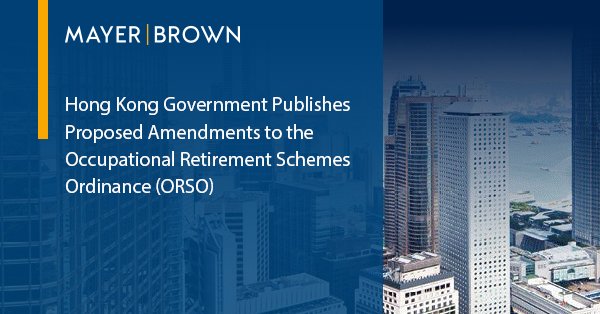 MAYER|BROWN
Hong Kong Government Publishes
Proposed Amendments to the
Occupational Retirement Schemes
Ordinance (ORSO)